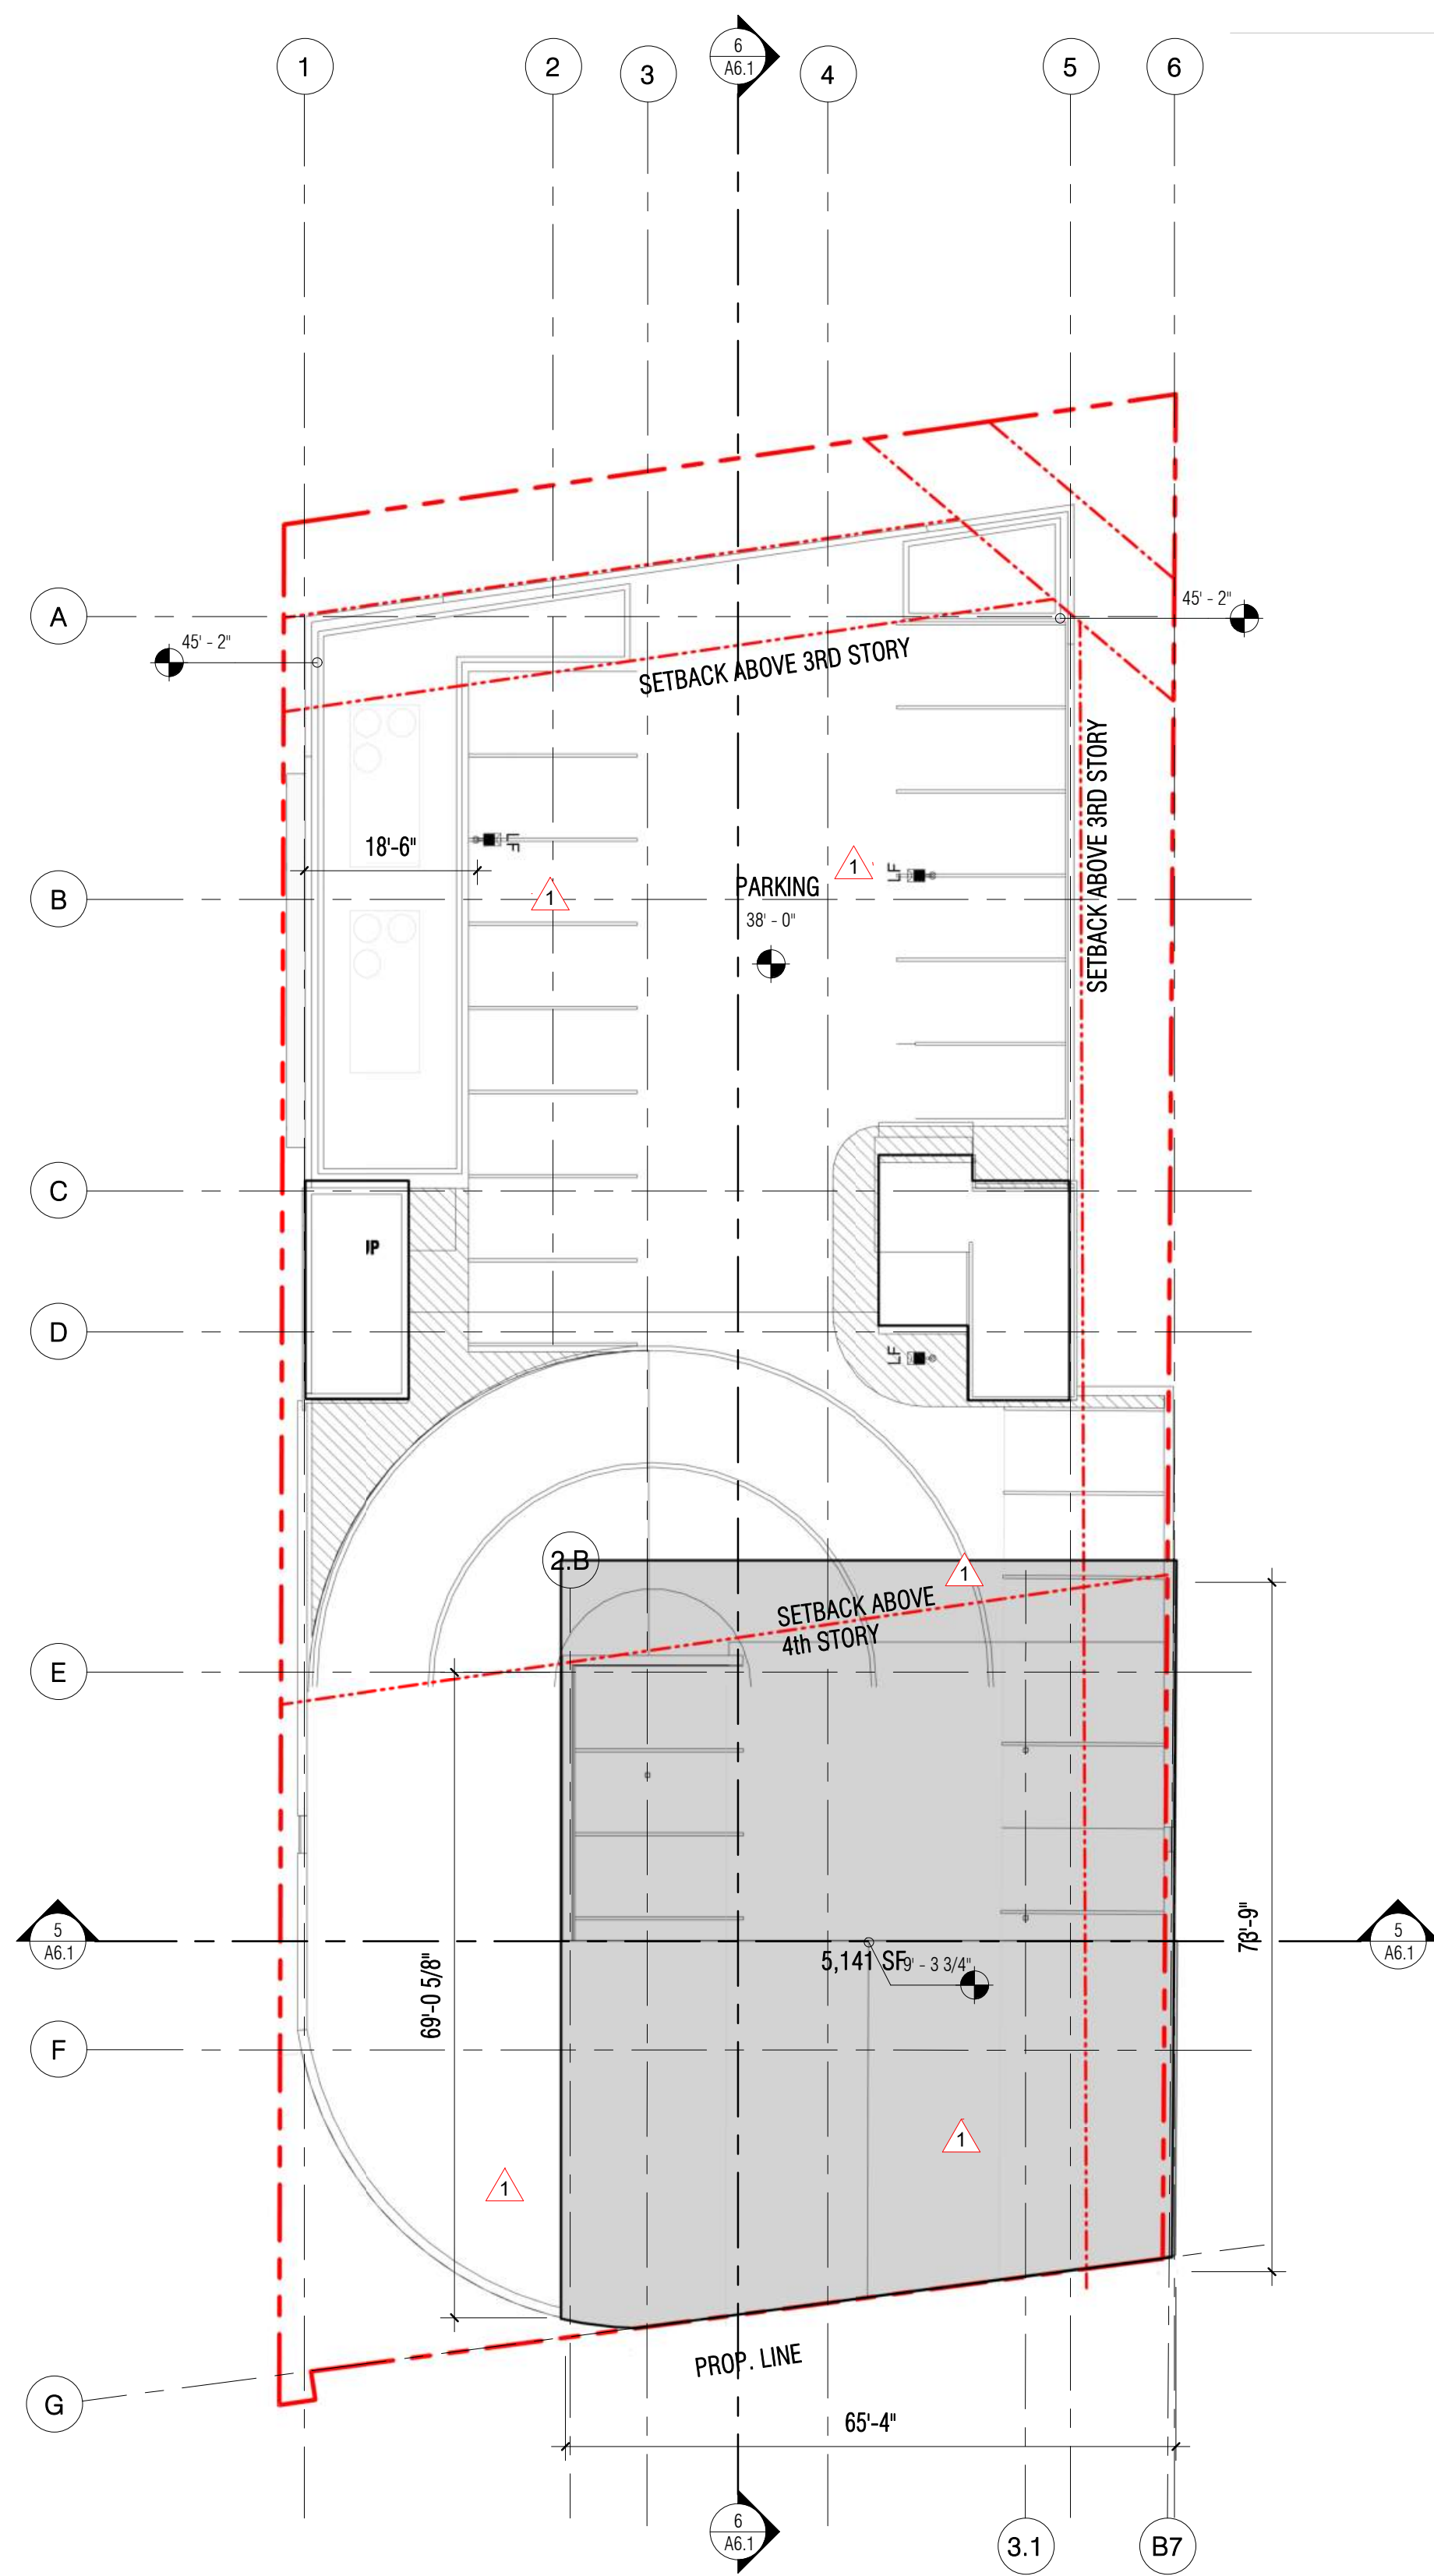 1
2
3
6
A6.1
4
5
6
A
45' - 2"
45' - 2"
SETBACK ABOVE 3RD STORY
SETBACK ABOVE 3RD STORY
18'-6"
LF
1
1
LF
B
PARKING
38' - 0"
C
D
LF
2.B
1
SETBACK ABOVE
4th STORY
E
5
A6.1
5
A6.1
73'-9"
69'-0 5/8"
5,141 SF
9' - 3 3/4"
F
1
1
PROP. LINE
G
65'-4"
6
A6.1
3.1
B7